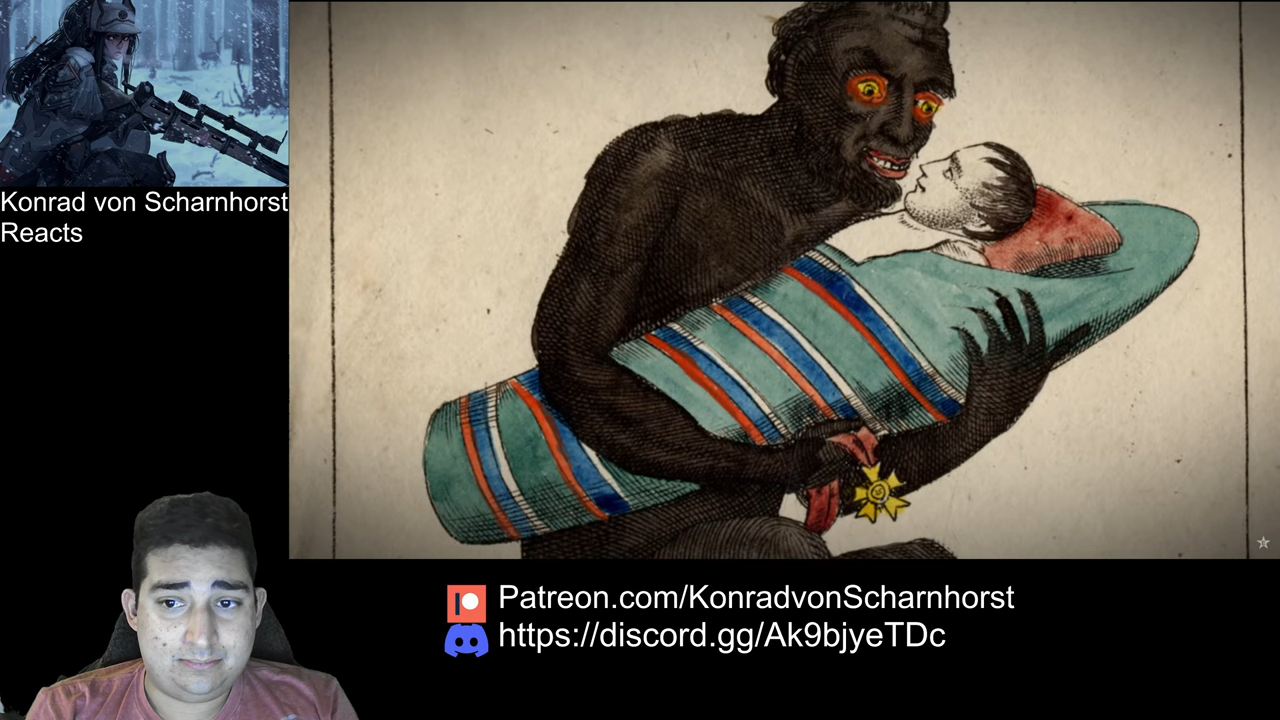 Konrad von Scharnhorst
Reacts
Patreon.com/KonradvonScharnhorst
https://discord.gg/Ak9bjyeTDc